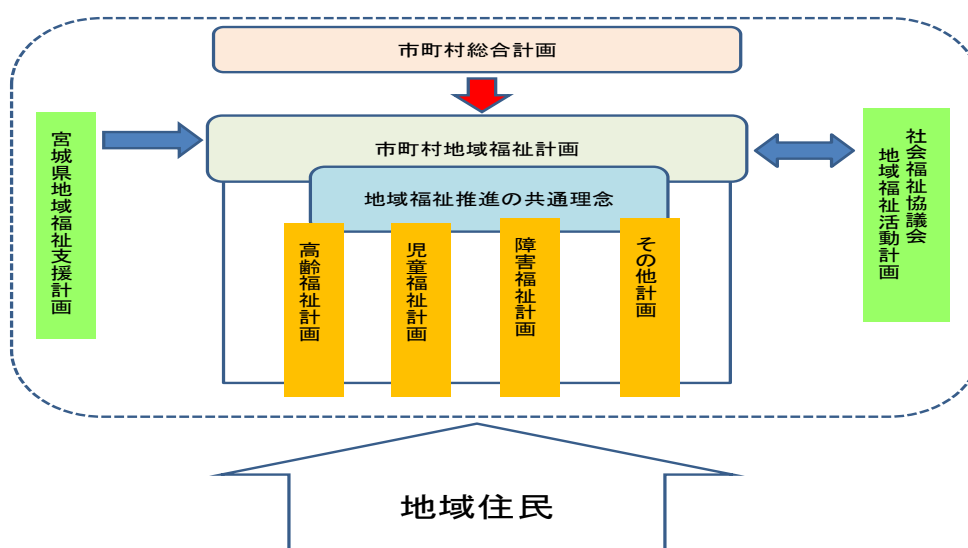 市町村総合計画
市町村地域福祉計画
地域福祉推進の共通理念
宮城県地域福祉支援計画
社会福祉協議会
地域福祉活動計画
高齢福祉計画
児童福祉計画
障害福祉計画
その他計画
地域住民